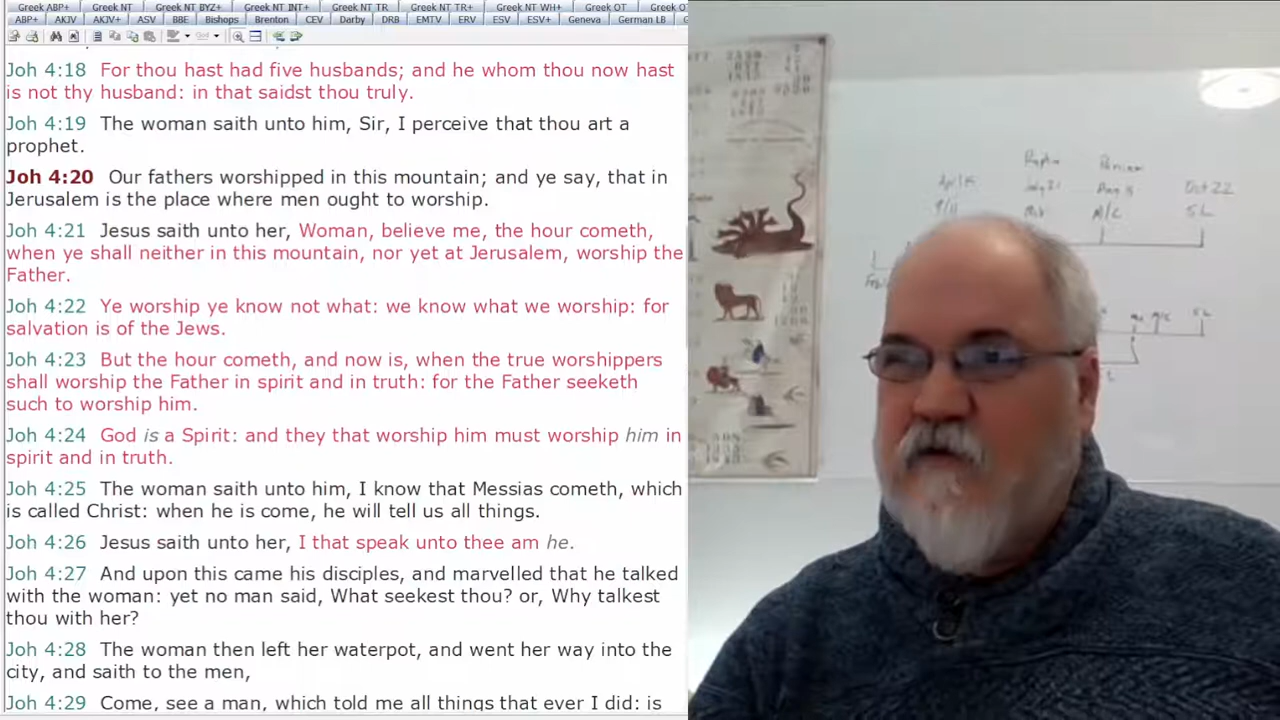 Greek ABP+ Greek NT Greek NT BYZ+ Greek NT INT+ Greek NT TR Greek NT TR+ Greek NT WH+ Greek OT
ABP+ AKJV AKJV+ ASV BBE Bishops Brenton CEV Darby DRB EMTV ERV ESV ESV+ Geneva German LB
Joh 4:18 For thou hast had five husbands; and he whom thou now hast
is not thy husband: in that saidst thou truly.
Joh 4:19 The woman saith unto him, Sir, I perceive that thou art a
prophet.
Joh 4:20 Our fathers worshipped in this mountain; and ye say, that in
Jerusalem is the place where men ought to worship.
Joh 4:21 Jesus saith unto her, Woman, believe me, the hour cometh,
when ye shall neither in this mountain, nor yet at Jerusalem, worship the
Father.
Joh 4:22 Ye worship ye know not what: we know what we worship: for
salvation is of the Jews.
Joh 4:23 But the hour cometh, and now is, when the true worshippers
shall worship the Father in spirit and in truth: for the Father seeketh
such to worship him.
Joh 4:24 God is a Spirit: and they that worship him must worship him in
spirit and in truth.
Joh 4:25 The woman saith unto him, I know that Messias cometh, which
is called Christ: when he is come, he will tell us all things.
Joh 4:26 Jesus saith unto her, I that speak unto thee am he.
Joh 4:27 And upon this came his disciples, and marvelled that he talked
with the woman: yet no man said, What seekest thou? or, Why talkest
thou with her?
Joh 4:28 The woman then left her waterpot, and went her way into the
city, and saith to the men,
Joh 4:29 Come, see a man, which told me all things that ever I did: is
Oct 22
9/11
M/C
SL